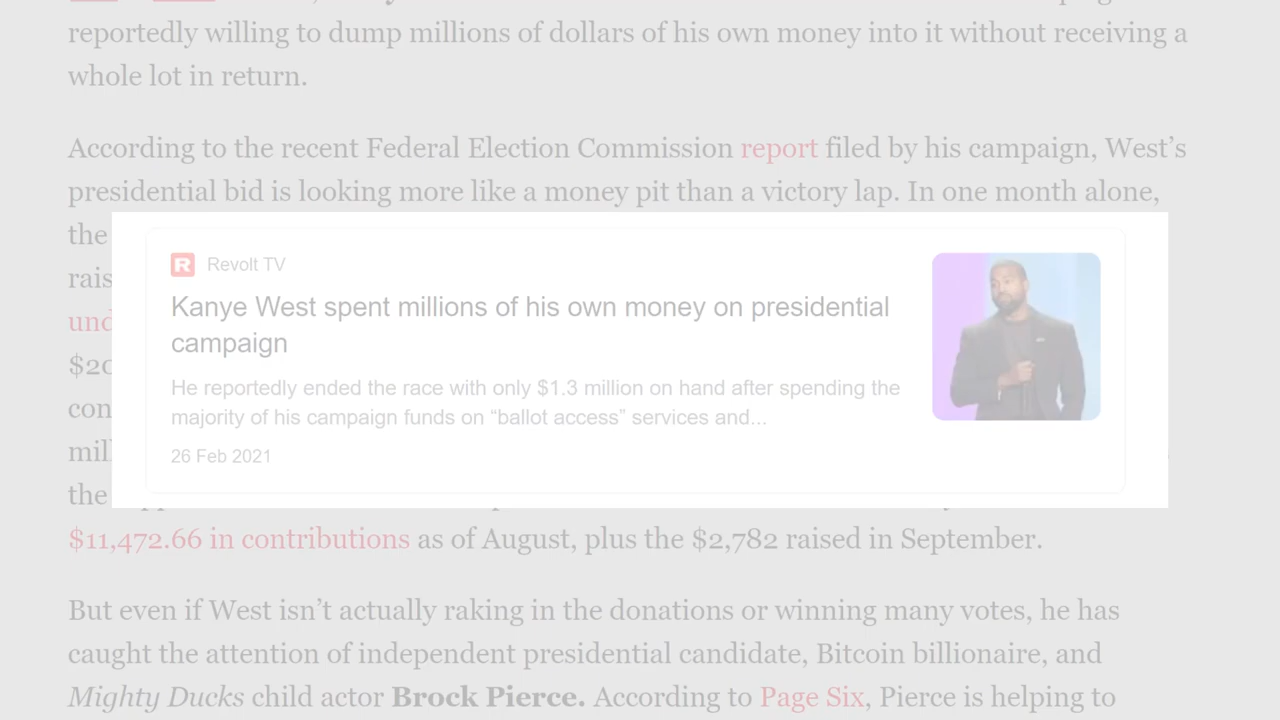 reportedly willing to dump millions of dollars of his own money into it without receiving a
whole lot in return.
According to the recent Federal Election Commission report filed by his campaign, West’s
presidential bid is looking more like a money pit than a victory lap. In one month alone,
the
R Revolt TV
Kanye West spent millions of his own money on presidential
campaign
He reportedly ended the race with only $1.3 million on hand after spending the
majority of his campaign funds on “ballot access” services and...
26 Feb 2021
the
$11,472.66 in contributions as of August, plus the $2,782 raised in September.
But even if West isn’t actually raking in the donations or winning many votes, he has
caught the attention of independent presidential candidate, Bitcoin billionaire, and
Mighty Ducks child actor Brock Pierce. According to Page Six, Pierce is helping to